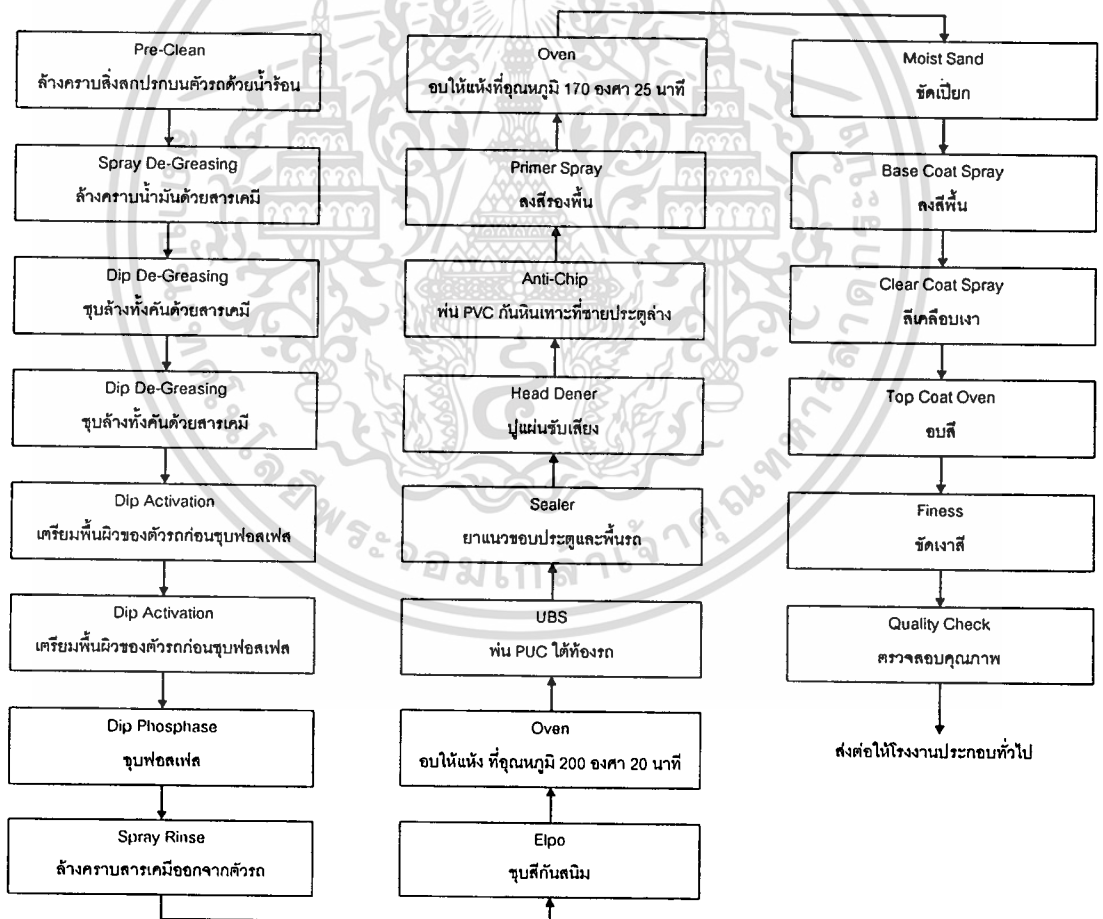 Pre-Clean
ล้างคราบสิ่งสกปรกบนตัวรถด้วยน้ำร้อน
Spray De-Greasing
ล้างคราบน้ำมันด้วยสารเคมี
Dip De-Greasing
ชุบล้างทั้งคันด้วยสารเคมี
Dip De-Greasing
ชุบล้างทั้งคันด้วยสารเคมี
Dip Activation
เตรียมพื้นผิวของตัวรถก่อนชุบฟอสเฟส
Dip Activation
เตรียมพื้นผิวของตัวรถก่อนชุบฟอสเฟส
Dip Phosphase
ชุบฟอสเฟส
Spray Rinse
ล้างคราบสารเคมีออกจากตัวรถ
Elpo
ชุบสีกันสนิม
Oven
อบให้แห้ง ที่อุณหภูมิ 200 องศา 20 นาที
UBS
พ่น PUC ใต้ท้องรถ
Sealer
ยาแนวขอบประตูและพื้นรถ
Head Dener
ปูแผ่นซับเสียง
Anti-Chip
พ่น PVC กันหินเทาะที่ชายประตูล่าง
Primer Spray
ลงสีรองพื้น
Oven
อบให้แห้งที่อุณหภูมิ 170 องศา 25 นาที
Moist Sand
ขัดเปียก
Base Coat Spray
ลงสีพื้น
Clear Coat Spray
สีเคลือบเงา
Top Coat Oven
อบสี
Finess
ขัดเงาสี
Quality Check
ตรวจสอบคุณภาพ
ส่งต่อให้โรงงานประกอบทั่วไป